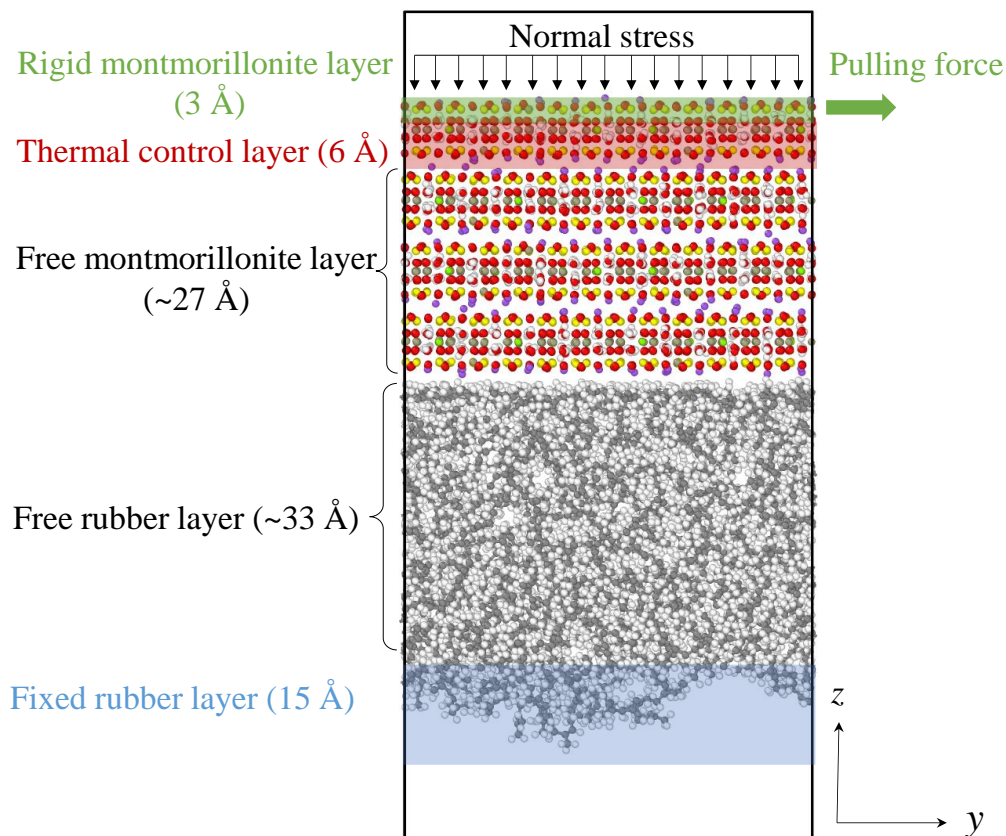 Normal stress
Rigid montmorillonite layer
(3 Å)
Pulling force
Thermal control layer (6 Å)
Free montmorillonite layer
(~27 Å)
Free rubber layer (~33 Å)
Fixed rubber layer (15 Å)
z
y